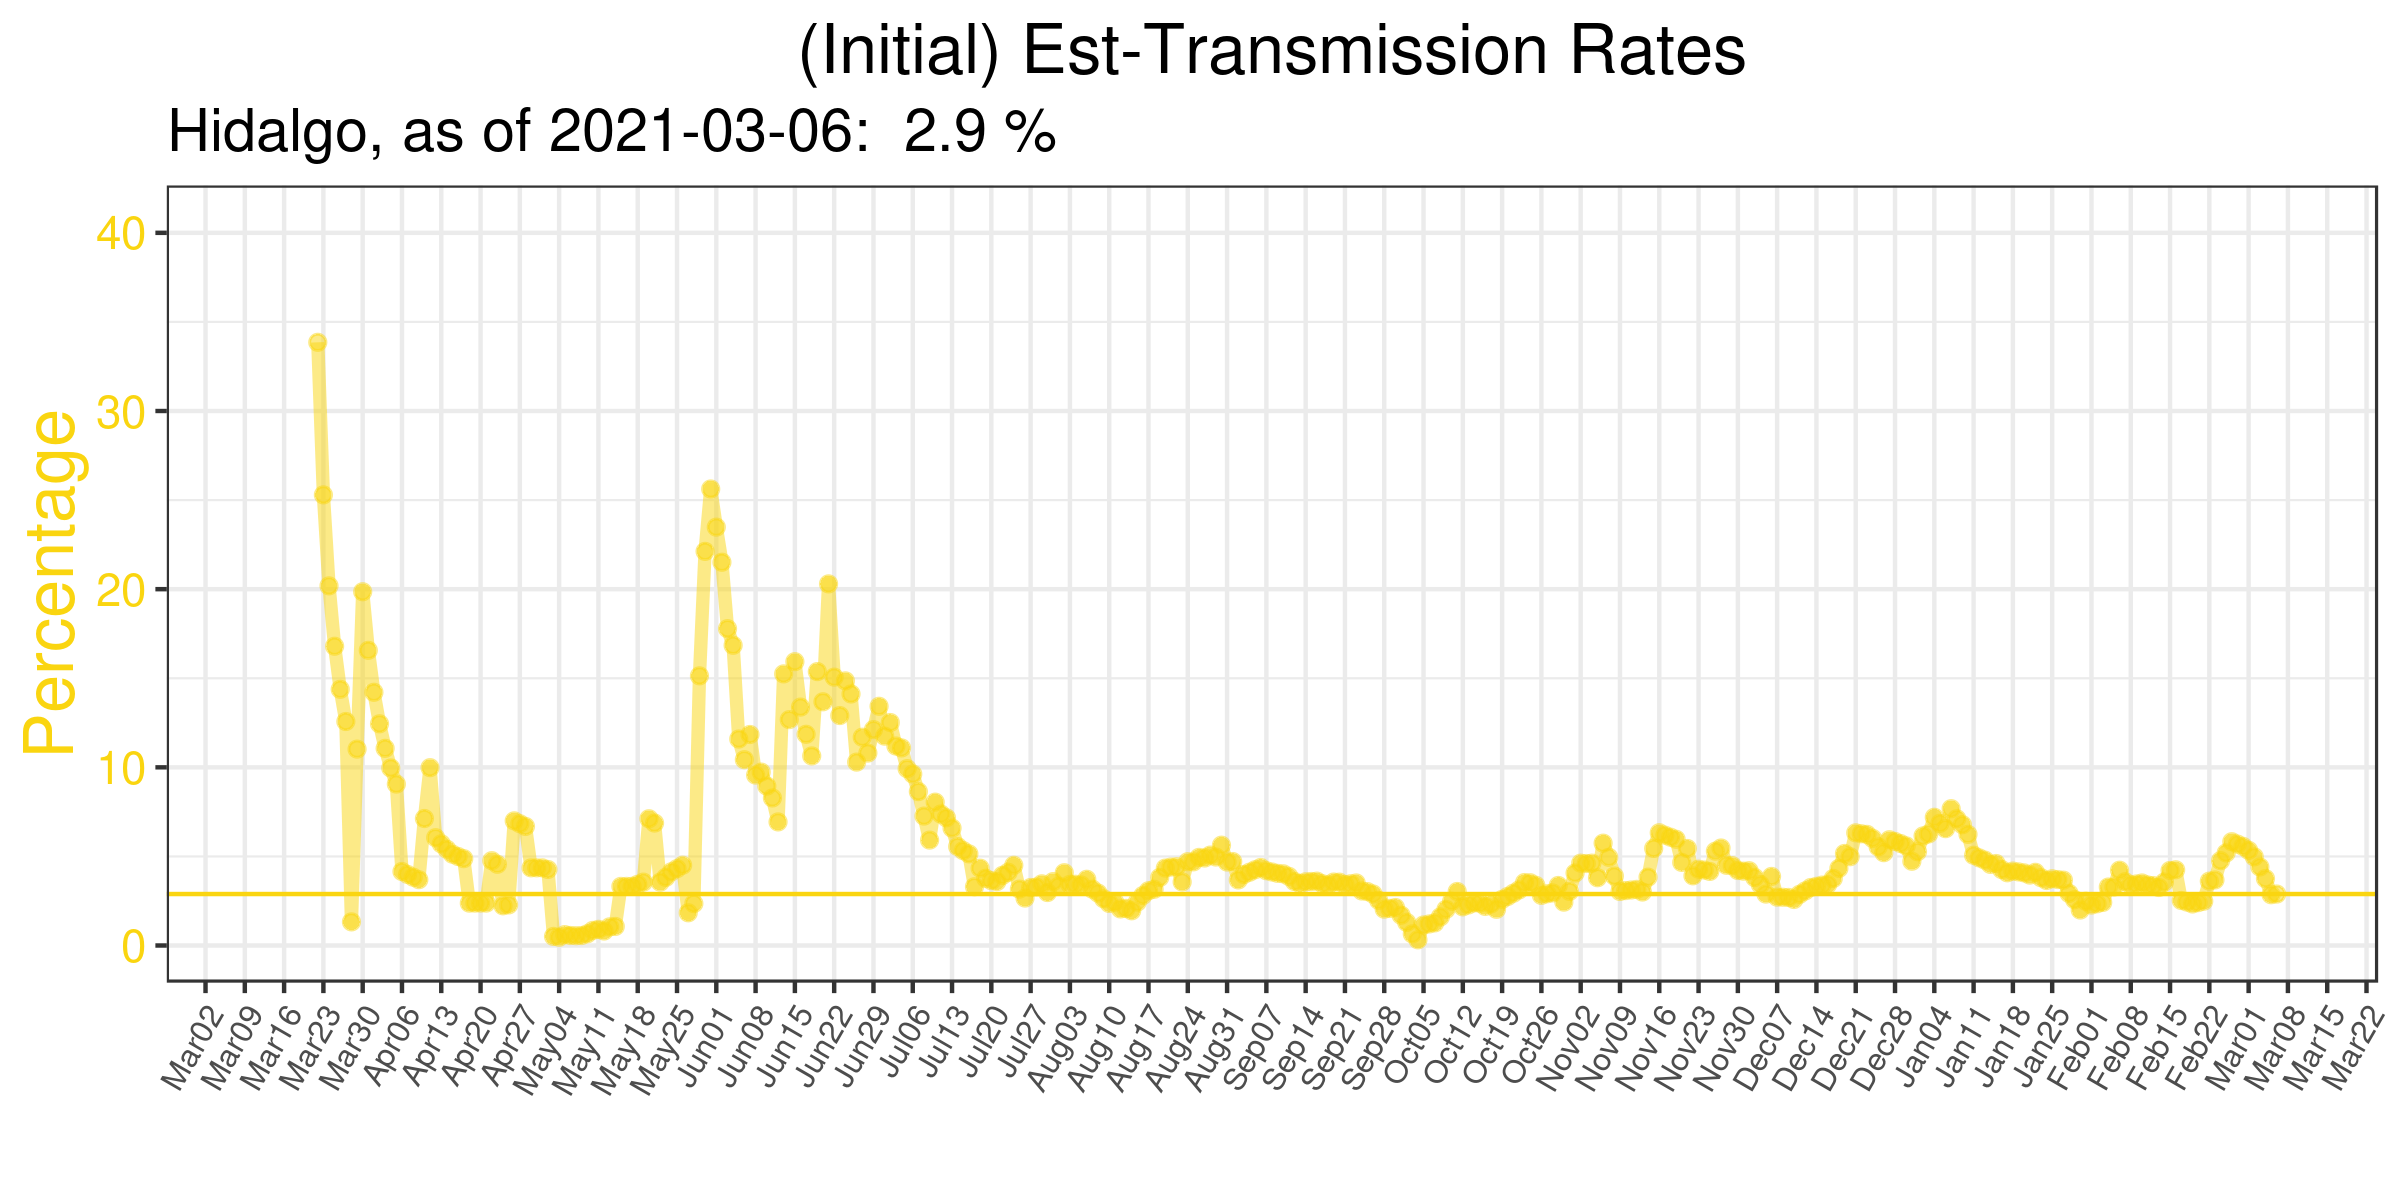 (Initial) Est-Transmission Rates
Hidalgo, as of 2021-03-06:  2.9 %
Percentage
40
30
20
10
0
Mar02 Mar09 Mar16 Mar23 Mar30 Apr06 Apr13 Apr20 Apr27 May04 May11 May18 May25 Jun01 Jun08 Jun15 Jun22 Jun29 Jul06 Jul13 Jul20 Jul27 Aug03 Aug10 Aug17 Aug24 Aug31 Sep07 Sep14 Sep21 Sep28 Oct05 Oct12 Oct19 Oct26 Nov02 Nov09 Nov16 Nov23 Nov30 Dec07 Dec14 Dec21 Dec28 Jan04 Jan11 Jan18 Jan25 Feb01 Feb08 Feb15 Feb22 Mar01 Mar08 Mar15 Mar22